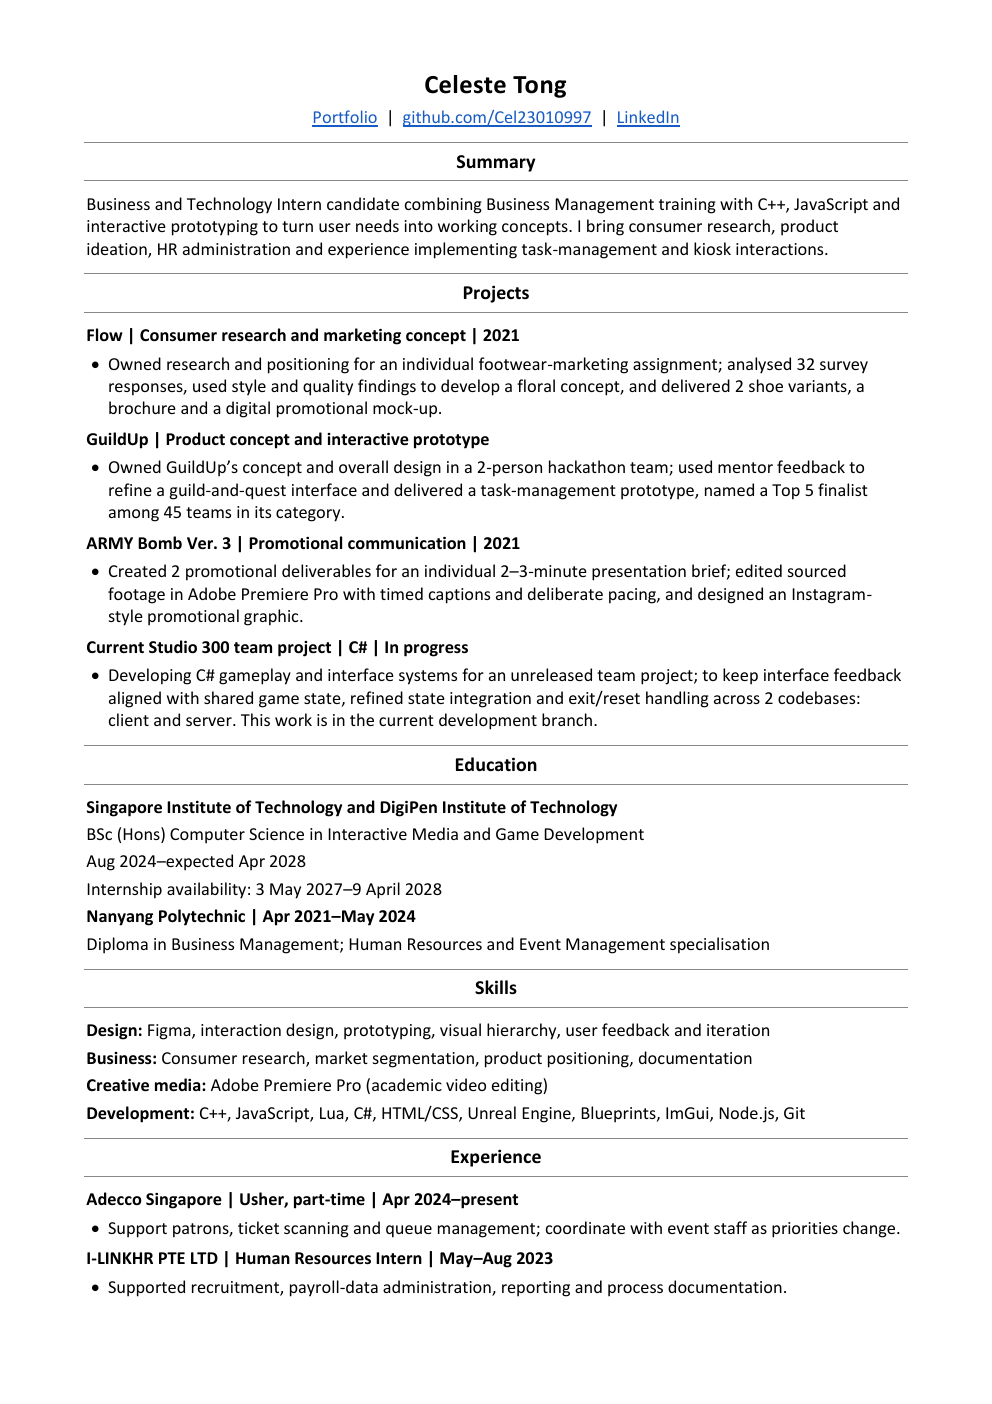 Celeste Tong
Portfolio | github.com/Cel23010997 | LinkedIn
Summary
Business and Technology Intern candidate combining Business Management training with C++, JavaScript and
interactive prototyping to turn user needs into working concepts. I bring consumer research, product
ideation, HR administration and experience implementing task-management and kiosk interactions.
Projects
Flow | Consumer research and marketing concept | 2021
• Owned research and positioning for an individual footwear-marketing assignment; analysed 32 survey
responses, used style and quality findings to develop a floral concept, and delivered 2 shoe variants, a
brochure and a digital promotional mock-up.
GuildUp | Product concept and interactive prototype
• Owned GuildUp’s concept and overall design in a 2-person hackathon team; used mentor feedback to
refine a guild-and-quest interface and delivered a task-management prototype, named a Top 5 finalist
among 45 teams in its category.
ARMY Bomb Ver. 3 | Promotional communication | 2021
• Created 2 promotional deliverables for an individual 2–3-minute presentation brief; edited sourced
footage in Adobe Premiere Pro with timed captions and deliberate pacing, and designed an Instagram-
style promotional graphic.
Current Studio 300 team project | C# | In progress
• Developing C# gameplay and interface systems for an unreleased team project; to keep interface feedback
aligned with shared game state, refined state integration and exit/reset handling across 2 codebases:
client and server. This work is in the current development branch.
Education
Singapore Institute of Technology and DigiPen Institute of Technology
BSc (Hons) Computer Science in Interactive Media and Game Development
Aug 2024–expected Apr 2028
Internship availability: 3 May 2027–9 April 2028
Nanyang Polytechnic | Apr 2021–May 2024
Diploma in Business Management; Human Resources and Event Management specialisation
Skills
Design: Figma, interaction design, prototyping, visual hierarchy, user feedback and iteration
Business: Consumer research, market segmentation, product positioning, documentation
Creative media: Adobe Premiere Pro (academic video editing)
Development: C++, JavaScript, Lua, C#, HTML/CSS, Unreal Engine, Blueprints, ImGui, Node.js, Git
Experience
Adecco Singapore | Usher, part-time | Apr 2024–present
• Support patrons, ticket scanning and queue management; coordinate with event staff as priorities change.
I-LINKHR PTE LTD | Human Resources Intern | May–Aug 2023
• Supported recruitment, payroll-data administration, reporting and process documentation.